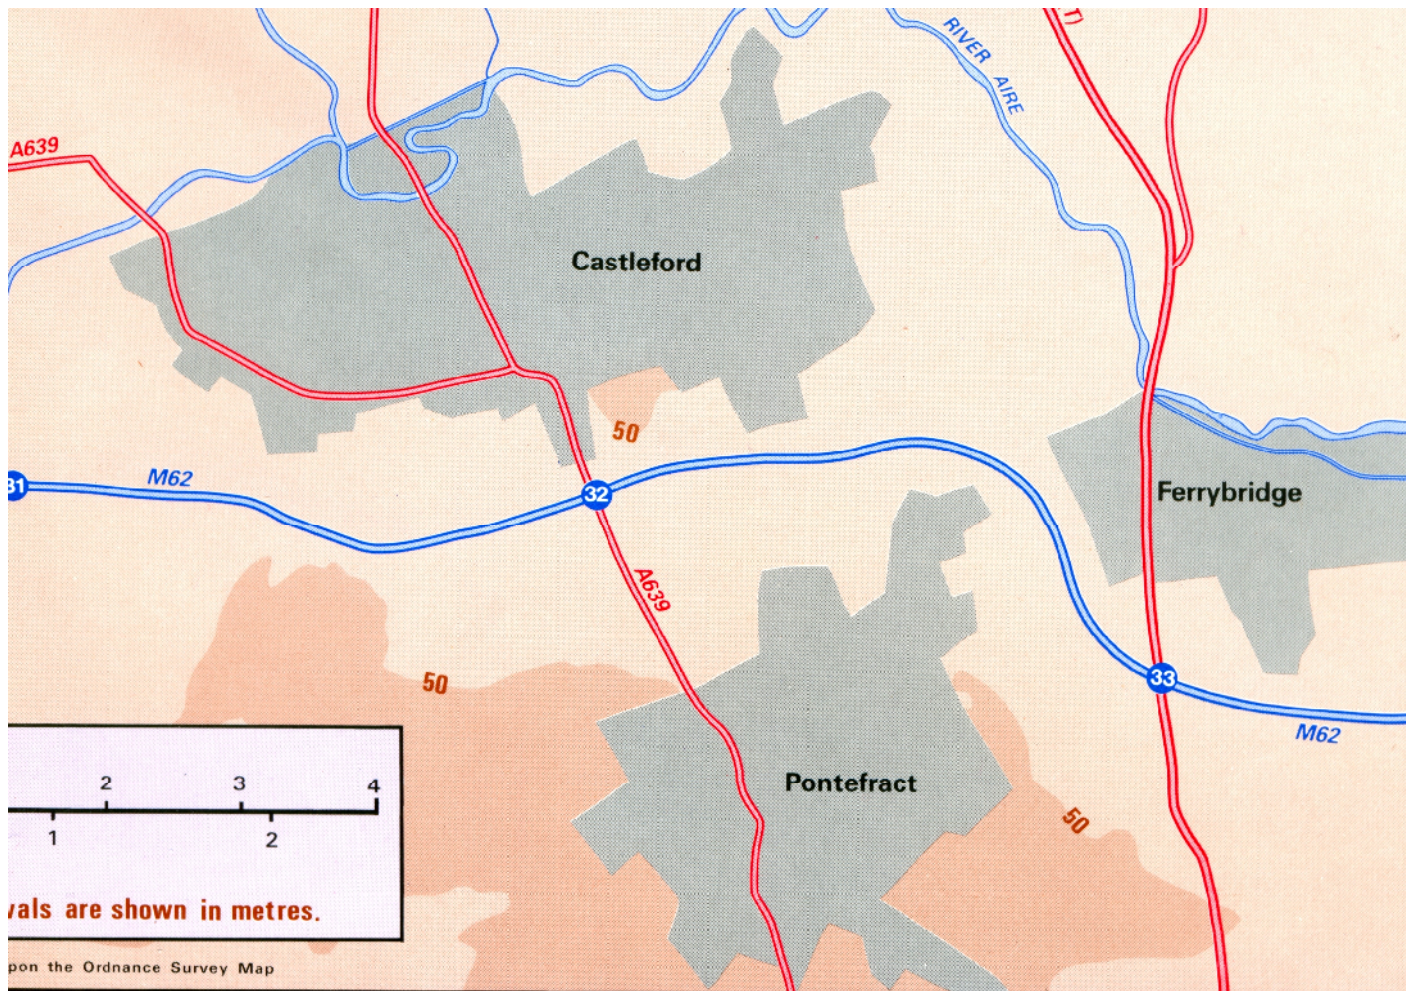 T)
RIVER AIRE
A639
Castleford
50
M62
31
32
Ferrybridge
A639
50
33
M62
Pontefract
2 3 4
1 2
50
vals are shown in metres.
pon the Ordnance Survey Map